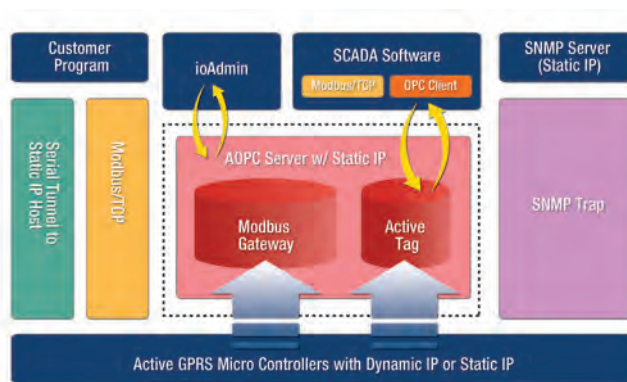 Customer
Program
ioAdmin
SCADA Software
Modbus/TCP
OPC Client
SNMP Server
(Static IP)
Serial Tunnel to
Static IP Host
Modbus/TCP
AOPC Server w/ Static IP
Modbus
Gateway
Active
Tag
SNMP Trap
Active GPRS Micro Controllers with Dynamic IP or Static IP